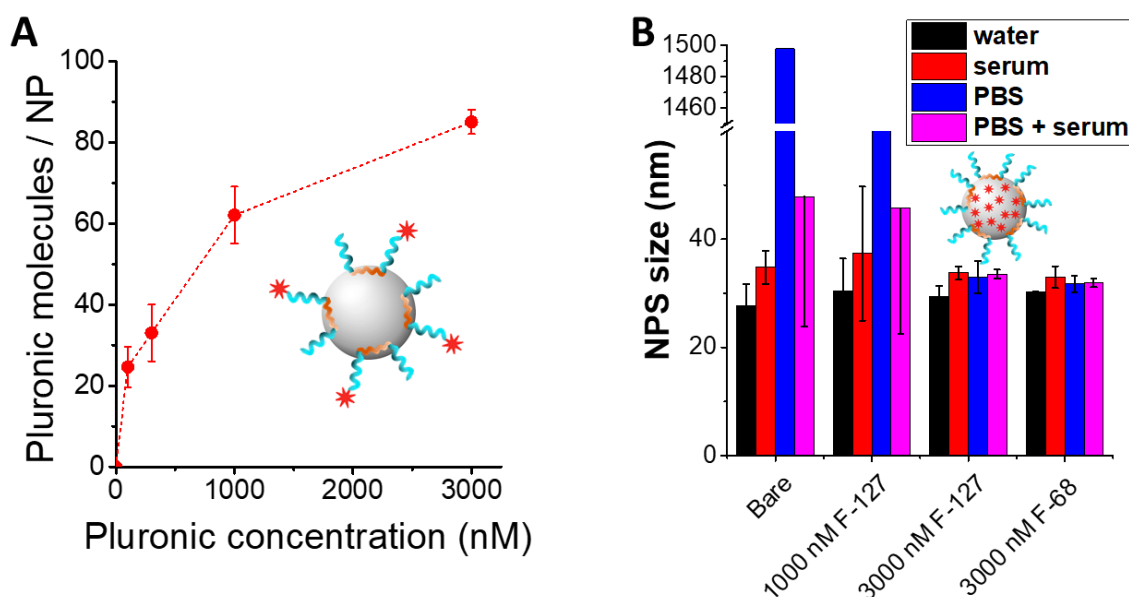 A
Pluronic molecules / NP
100
80
60
40
20
0
0 1000 2000 3000
Pluronic concentration (nM)
B
NPS size (nm)
1500
1480
1460
40
20
0
water
serum
PBS
PBS + serum
Bare
1000 nM F-127
3000 nM F-127
3000 nM F-68